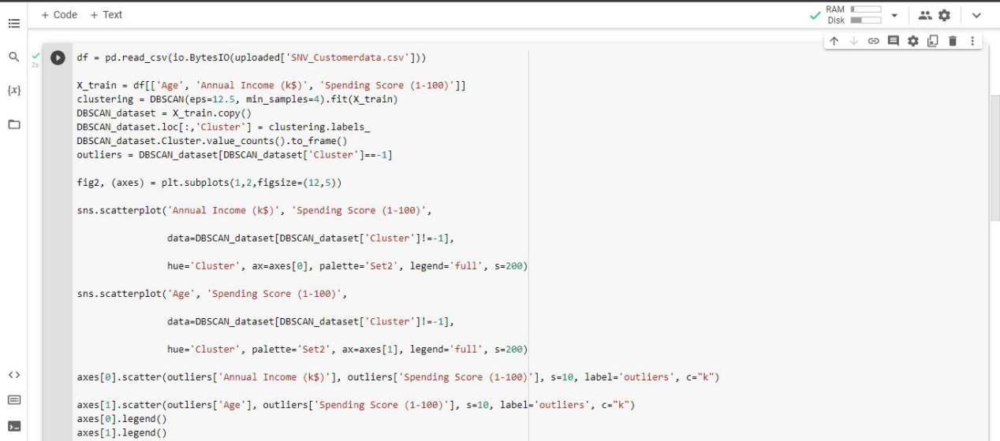 + Code + Text
RAM
Disk
{x}
2s
df = pd.read_csv(io.BytesIO(uploaded['SNV_Customerdata.csv']))
X_train = df[['Age', 'Annual Income (k$)', 'Spending Score (1-100)']]
clustering = DBSCAN(eps=12.5, min_samples=4).fit(X_train)
DBSCAN_dataset = X_train.copy()
DBSCAN_dataset.loc[:,'Cluster'] = clustering.labels_
DBSCAN_dataset.Cluster.value_counts().to_frame()
outliers = DBSCAN_dataset[DBSCAN_dataset['Cluster']==-1]
fig2, (axes) = plt.subplots(1,2,figsize=(12,5))
sns.scatterplot('Annual Income (k$)', 'Spending Score (1-100)',
data=DBSCAN_dataset[DBSCAN_dataset['Cluster']!=-1],
hue='Cluster', ax=axes[0], palette='Set2', legend='full', s=200)
sns.scatterplot('Age', 'Spending Score (1-100)',
data=DBSCAN_dataset[DBSCAN_dataset['Cluster']!=-1],
hue='Cluster', palette='Set2', ax=axes[1], legend='full', s=200)
axes[0].scatter(outliers['Annual Income (k$)'], outliers['Spending Score (1-100)'], s=10, label='outliers', c="k")
axes[1].scatter(outliers['Age'], outliers['Spending Score (1-100)'], s=10, label='outliers', c="k")
axes[0].legend()
axes[1].legend()